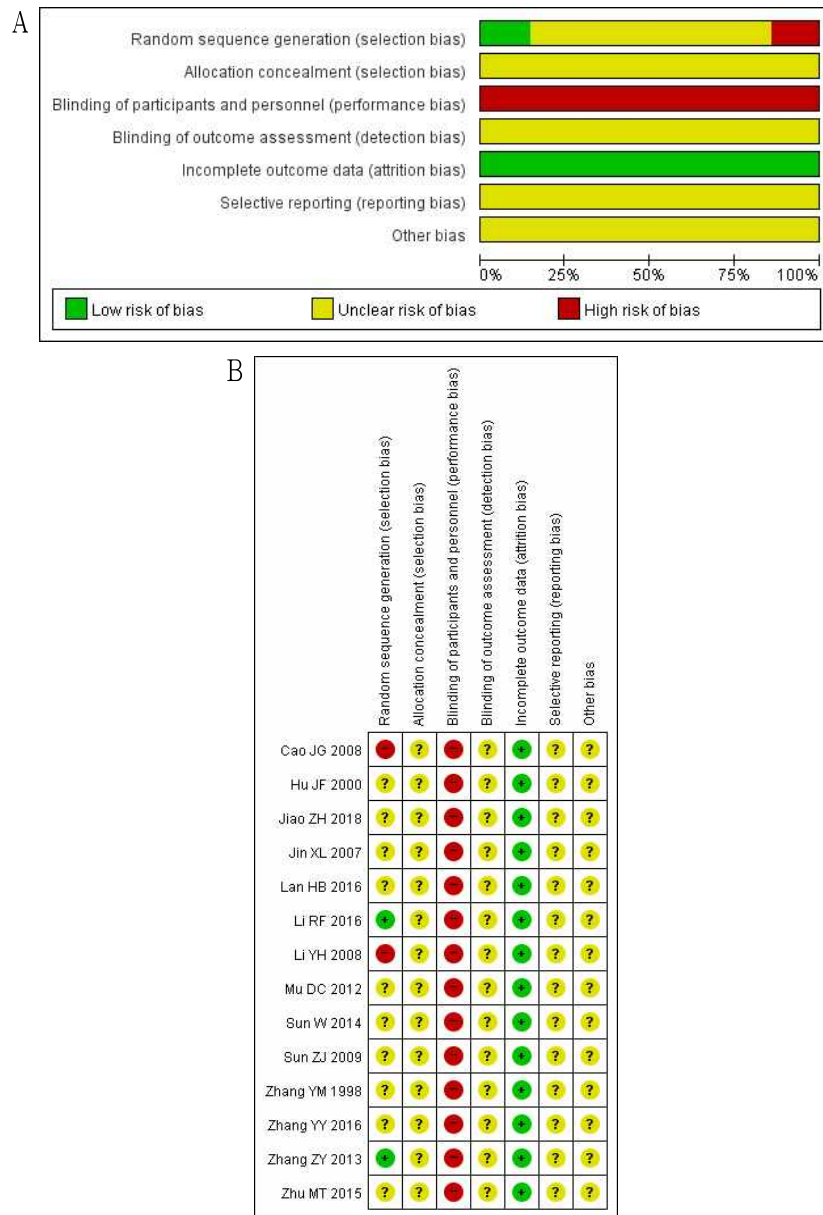 A
Random sequence generation (selection bias)
Allocation concealment (selection bias)
Blinding of participants and personnel (performance bias)
Blinding of outcome assessment (detection bias)
Incomplete outcome data (attrition bias)
Selective reporting (reporting bias)
Other bias
0% 25% 50% 75% 100%
Low risk of bias Unclear risk of bias High risk of bias
B
Random sequence generation (selection bias)
Allocation concealment (selection bias)
Blinding of participants and personnel (performance bias)
Blinding of outcome assessment (detection bias)
Incomplete outcome data (attrition bias)
Selective reporting (reporting bias)
Other bias
Cao JG 2008 - ? - ? + ? ?
Hu JF 2000 ? ? - ? + ? ?
Jiao ZH 2018 ? ? - ? + ? ?
Jin XL 2007 ? ? - ? + ? ?
Lan HB 2016 ? ? - ? + ? ?
Li RF 2016 + ? - ? + ? ?
Li YH 2008 - ? - ? + ? ?
Mu DC 2012 ? ? - ? + ? ?
Sun W 2014 ? ? - ? + ? ?
Sun ZJ 2009 ? ? - ? + ? ?
Zhang YM 1998 ? ? - ? + ? ?
Zhang YY 2016 ? ? - ? + ? ?
Zhang ZY 2013 + ? - ? + ? ?
Zhu MT 2015 ? ? - ? + ? ?